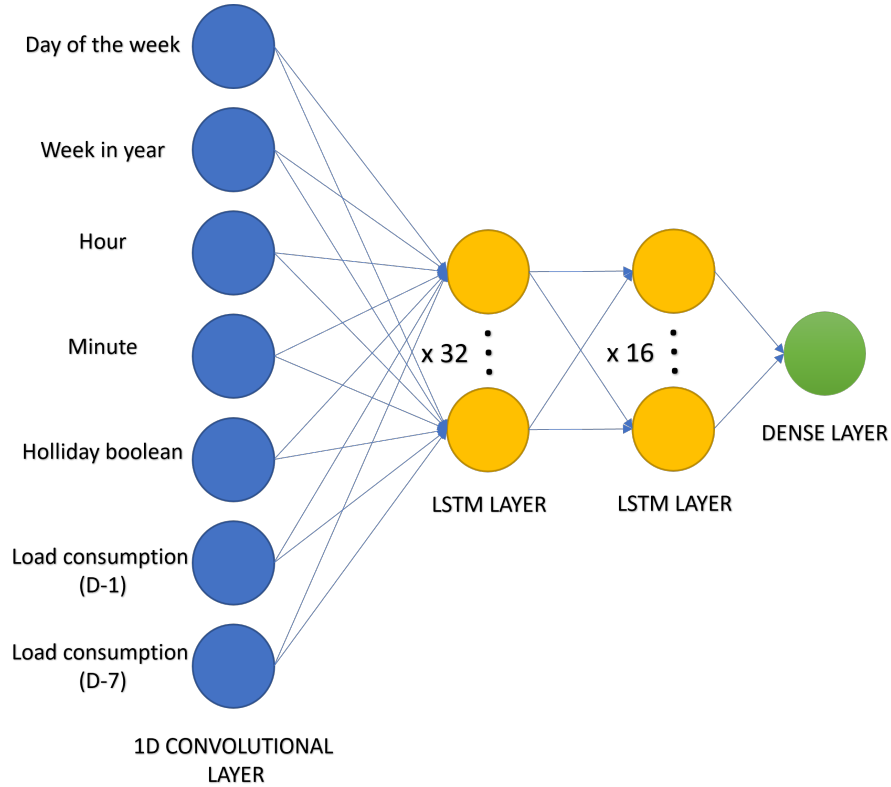 Day of the week
Week in year
Hour
Minute
Holliday boolean
Load consumption
(D-1)
Load consumption
(D-7)
1D CONVOLUTIONAL
LAYER
x 32
LSTM LAYER
x 16
LSTM LAYER
DENSE LAYER